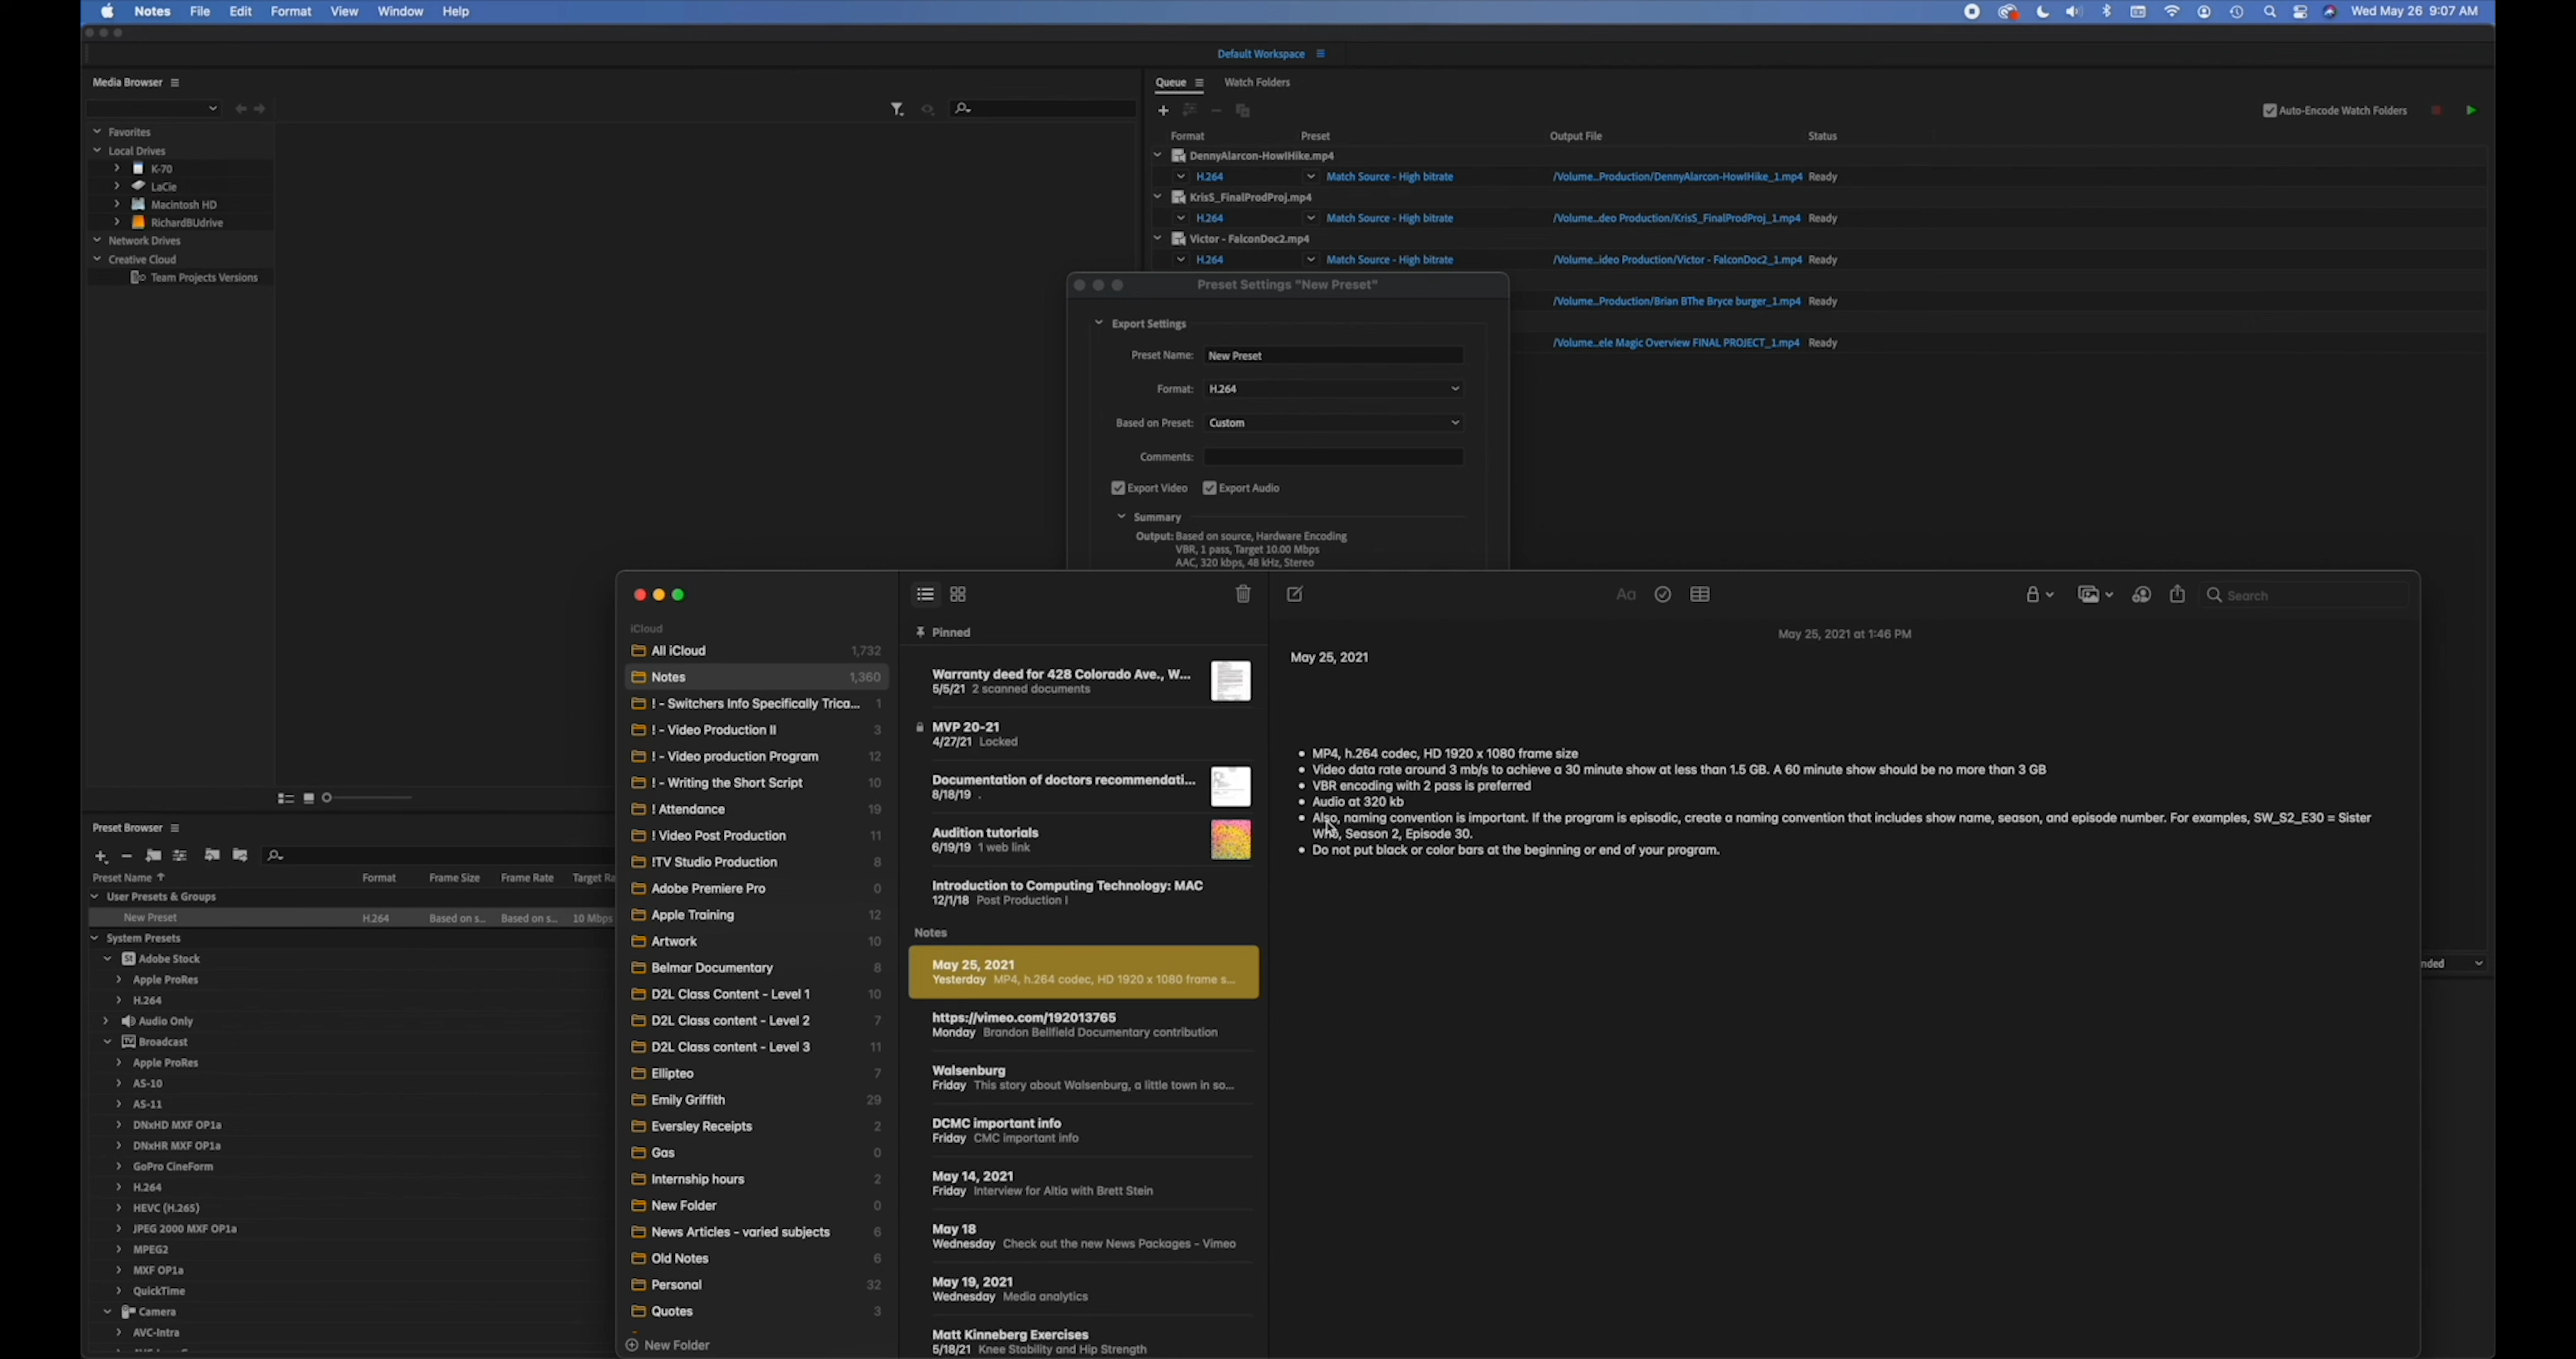 Notes File Edit Format View Window Help
Wed May 26 9:07 AM
Default Workspace
Media Browser
Favorites
Local Drives
K-70
LaCie
Macintosh HD
RichardBUdrive
Network Drives
Creative Cloud
Team Projects Versions
Queue Watch Folders
Auto-Encode Watch Folders
Format Preset Output File Status
DennyAlarcon-HowIHike.mp4
H.264 Match Source - High bitrate /Volume...Production/DennyAlarcon-HowIHike_1.mp4 Ready
KrisS_FinalProdProj.mp4
H.264 Match Source - High bitrate /Volume...deo Production/KrisS_FinalProdProj_1.mp4 Ready
Victor - FalconDoc2.mp4
H.264 Match Source - High bitrate /Volume...ideo Production/Victor - FalconDoc2_1.mp4 Ready
/Volume...Production/Brian BThe Bryce burger_1.mp4 Ready
/Volume...ele Magic Overview FINAL PROJECT_1.mp4 Ready
Preset Settings "New Preset"
Export Settings
Preset Name: New Preset
Format: H.264
Based on Preset: Custom
Comments:
Export Video Export Audio
Summary
Output: Based on source, Hardware Encoding
VBR, 1 pass, Target 10.00 Mbps
AAC, 320 kbps, 48 kHz, Stereo
Preset Browser
Preset Name Format Frame Size Frame Rate Target Ra
User Presets & Groups
New Preset H.264 Based on s... Based on s... 10 Mbps
System Presets
St Adobe Stock
Apple ProRes
H.264
Audio Only
TV Broadcast
Apple ProRes
AS-10
AS-11
DNxHD MXF OP1a
DNxHR MXF OP1a
GoPro CineForm
H.264
HEVC (H.265)
JPEG 2000 MXF OP1a
MPEG2
MXF OP1a
QuickTime
Camera
AVC-Intra
iCloud
All iCloud 1,732
Notes 1,360
! - Switchers Info Specifically Trica... 1
! - Video Production II 3
! - Video production Program 12
! - Writing the Short Script 10
! Attendance 19
! Video Post Production 11
!TV Studio Production 8
Adobe Premiere Pro 0
Apple Training 12
Artwork 10
Belmar Documentary 8
D2L Class Content - Level 1 10
D2L Class content - Level 2 7
D2L Class content - Level 3 11
Ellipteo 7
Emily Griffith 29
Eversley Receipts 2
Gas 0
Internship hours 2
New Folder 0
News Articles - varied subjects 6
Old Notes 6
Personal 32
Quotes 3
New Folder
Pinned
Warranty deed for 428 Colorado Ave., W...
5/5/21 2 scanned documents
MVP 20-21
4/27/21 Locked
Documentation of doctors recommendati...
8/18/19 .
Audition tutorials
6/19/19 1 web link
Introduction to Computing Technology: MAC
12/1/18 Post Production I
Notes
May 25, 2021
Yesterday MP4, h.264 codec, HD 1920 x 1080 frame s...
https://vimeo.com/192013765
Monday Brandon Bellfield Documentary contribution
Walsenburg
Friday This story about Walsenburg, a little town in so...
DCMC important info
Friday CMC important info
May 14, 2021
Friday Interview for Altia with Brett Stein
May 18
Wednesday Check out the new News Packages - Vimeo
May 19, 2021
Wednesday Media analytics
Matt Kinneberg Exercises
5/18/21 Knee Stability and Hip Strength
Aa
Search
May 25, 2021 at 1:46 PM
May 25, 2021
• MP4, h.264 codec, HD 1920 x 1080 frame size
• Video data rate around 3 mb/s to achieve a 30 minute show at less than 1.5 GB. A 60 minute show should be no more than 3 GB
• VBR encoding with 2 pass is preferred
• Audio at 320 kb
• Also, naming convention is important. If the program is episodic, create a naming convention that includes show name, season, and episode number. For examples, SW_S2_E30 = Sister
Who, Season 2, Episode 30.
• Do not put black or color bars at the beginning or end of your program.
nded